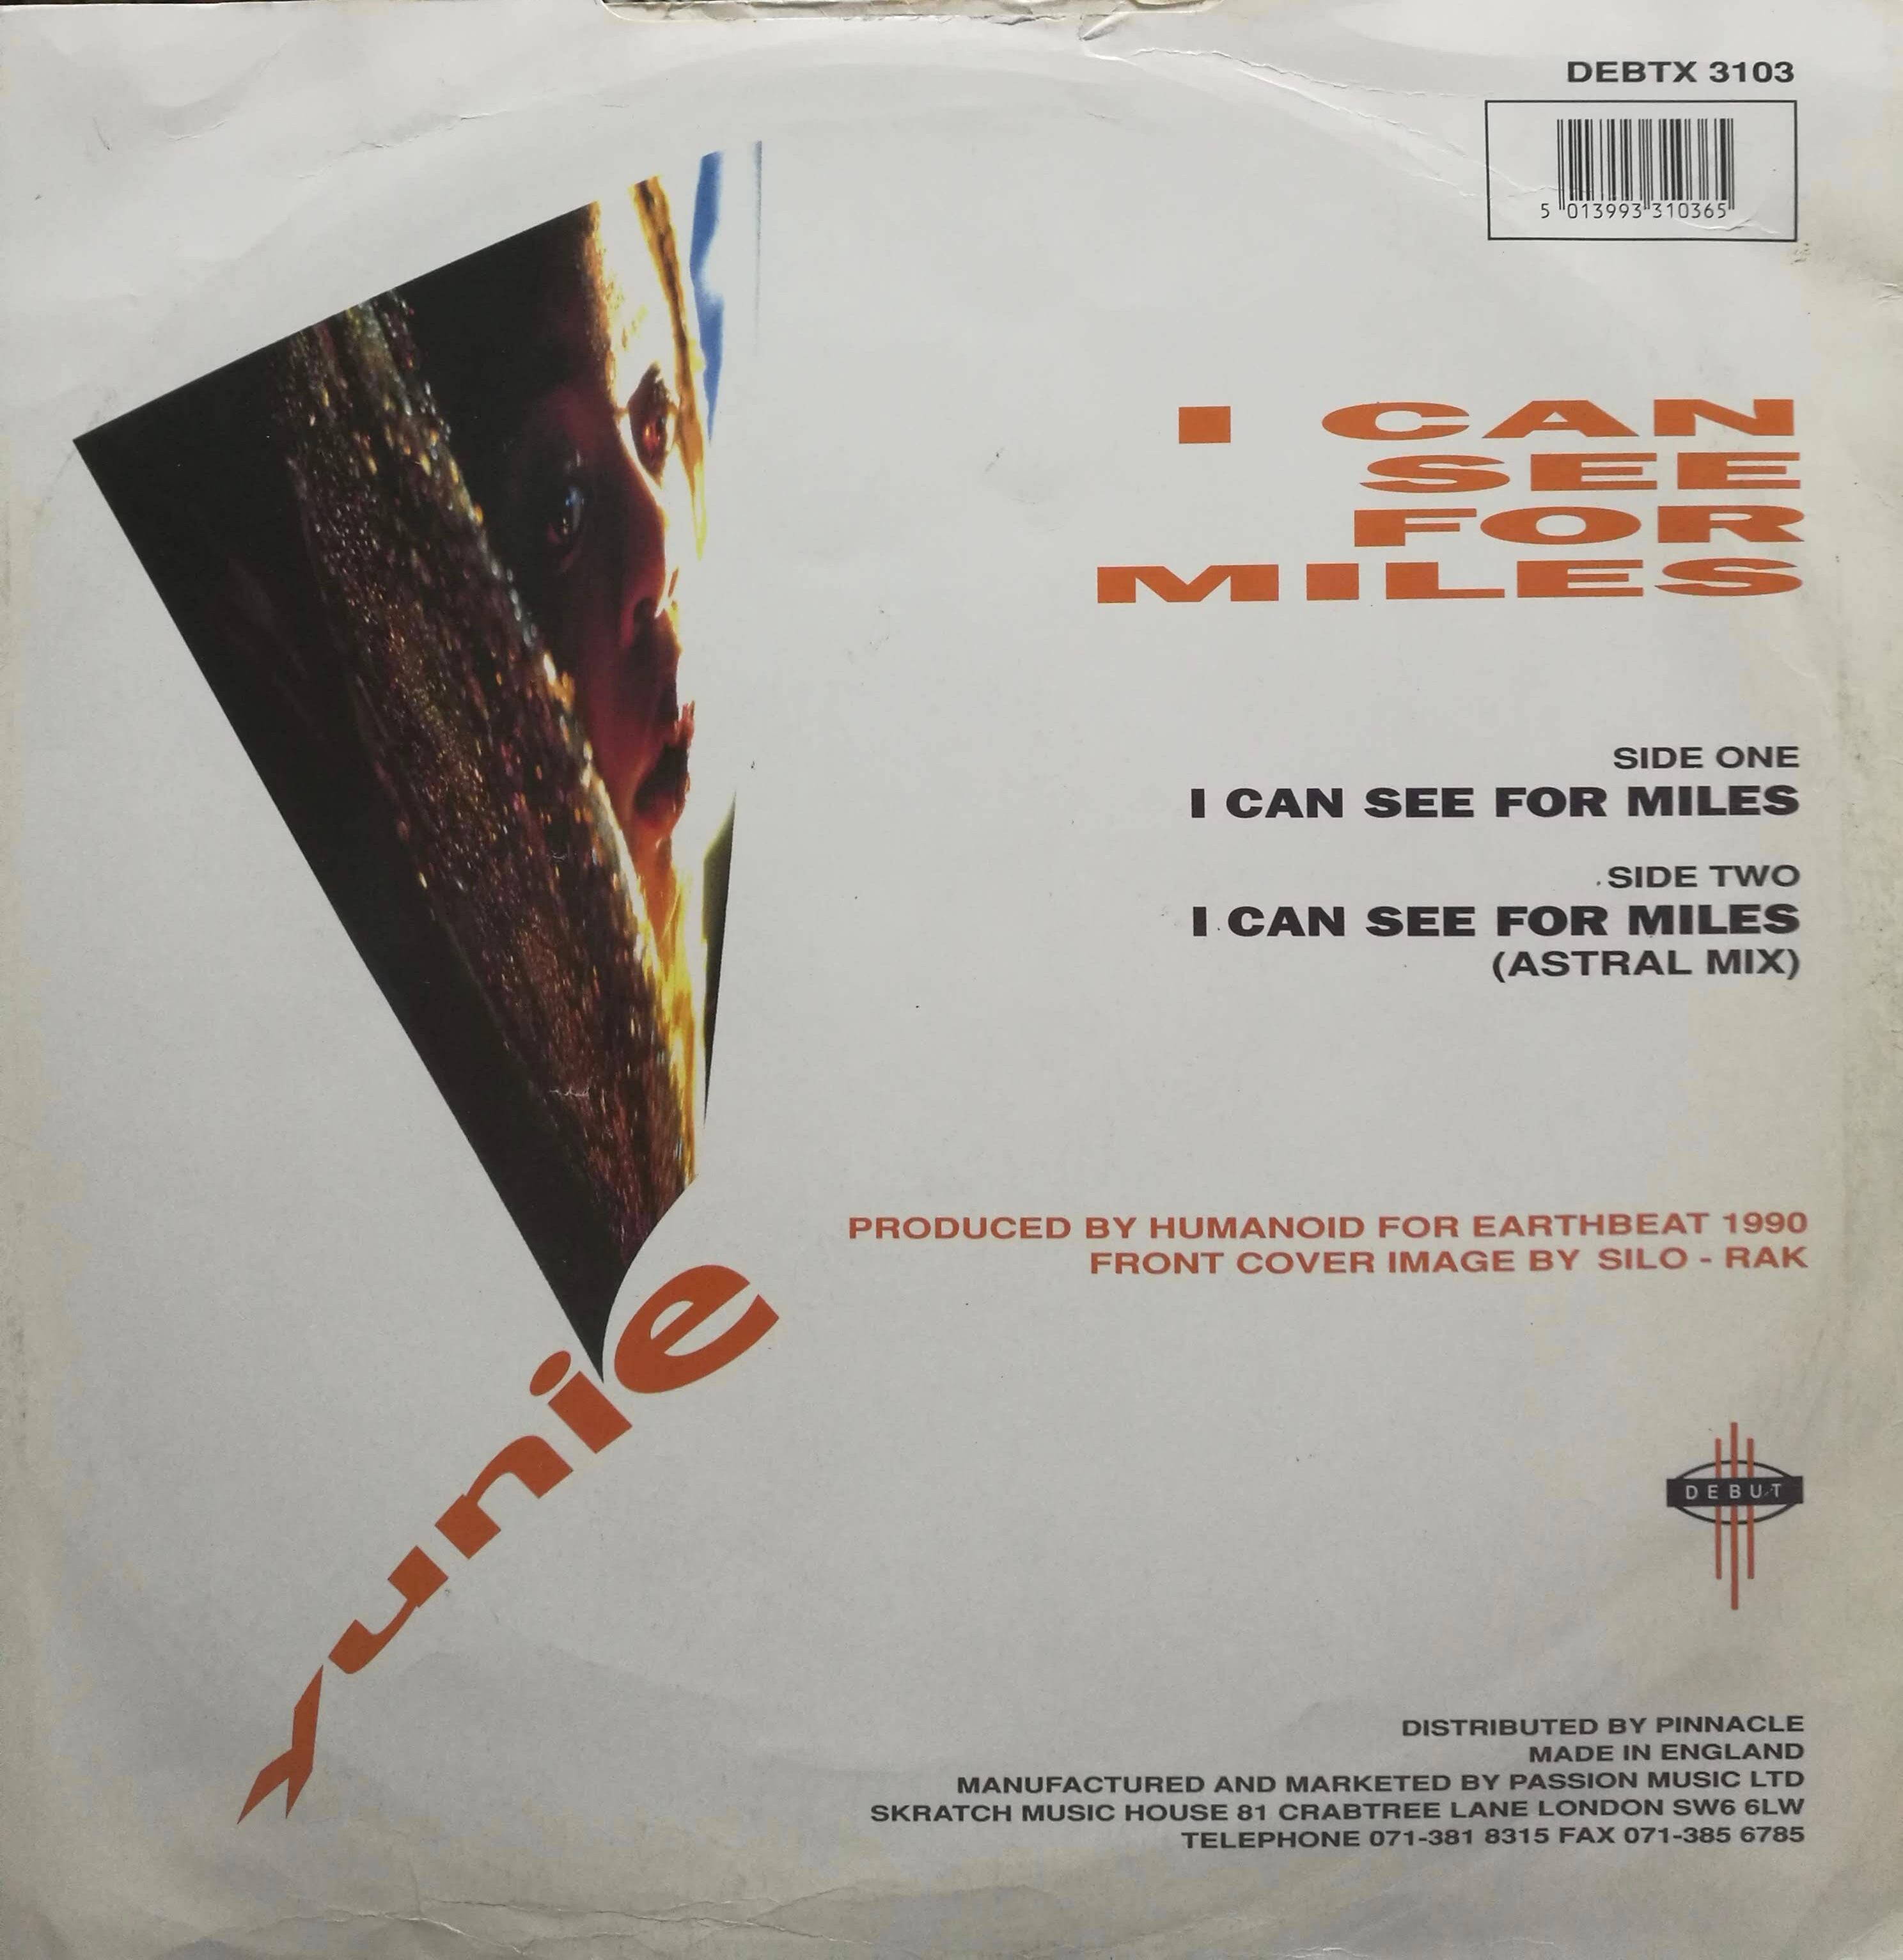 DEBTX 3103
5 013993 310365
I CAN
SEE
FOR
MILES
SIDE ONE
I CAN SEE FOR MILES
SIDE TWO
I CAN SEE FOR MILES
(ASTRAL MIX)
PRODUCED BY HUMANOID FOR EARTHBEAT 1990
FRONT COVER IMAGE BY SILO - RAK
Yunie
DEBUT
DISTRIBUTED BY PINNACLE
MADE IN ENGLAND
MANUFACTURED AND MARKETED BY PASSION MUSIC LTD
SKRATCH MUSIC HOUSE 81 CRABTREE LANE LONDON SW6 6LW
TELEPHONE 071-381 8315 FAX 071-385 6785